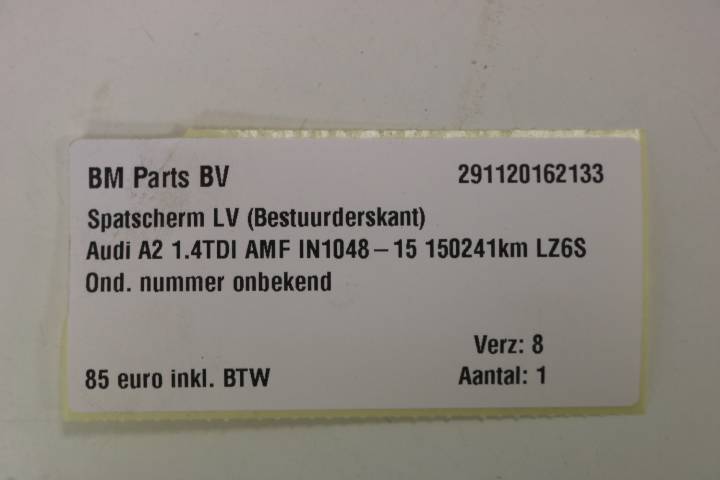 BM Parts BV 291120162133
Spatscherm LV (Bestuurderskant)
Audi A2 1.4TDI AMF IN1048-15 150241km LZ6S
Ond. nummer onbekend
Verz: 8
85 euro inkl. BTW Aantal: 1